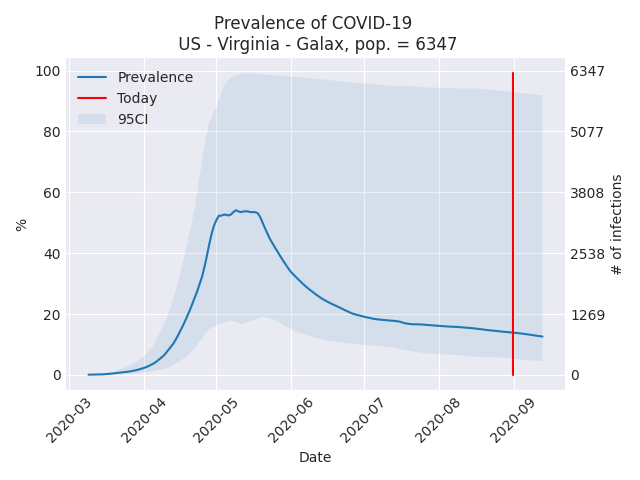 Prevalence of COVID-19
US - Virginia - Galax, pop. = 6347
Prevalence
Today
95CI
100
80
60
40
20
0
%
6347
5077
3808
2538
1269
0
# of infections
2020-03
2020-04
2020-05
2020-06
2020-07
2020-08
2020-09
Date